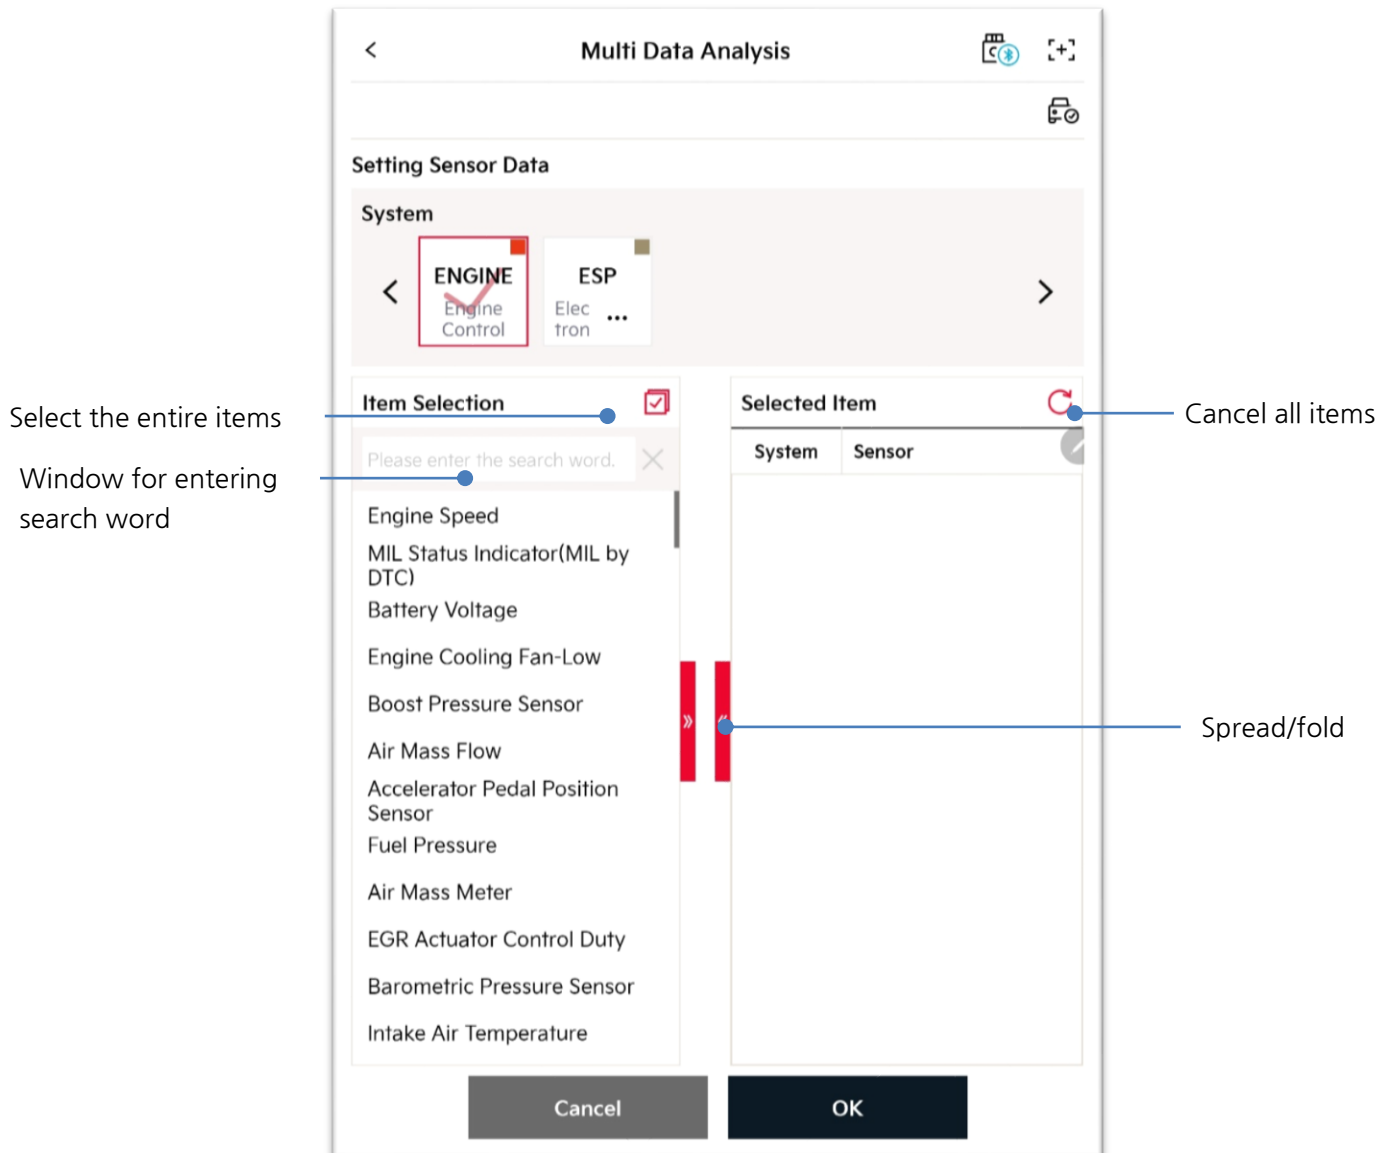 Multi Data Analysis
Setting Sensor Data
System
ENGINE
Engine
Control
ESP
Elec
tron
...
Item Selection
Selected Item
Select the entire items
Cancel all items
Please enter the search word.
System
Sensor
Window for entering
search word
Engine Speed
MIL Status Indicator(MIL by
DTC)
Battery Voltage
Engine Cooling Fan-Low
Boost Pressure Sensor
Spread/fold
Air Mass Flow
Accelerator Pedal Position
Sensor
Fuel Pressure
Air Mass Meter
EGR Actuator Control Duty
Barometric Pressure Sensor
Intake Air Temperature
Cancel
OK